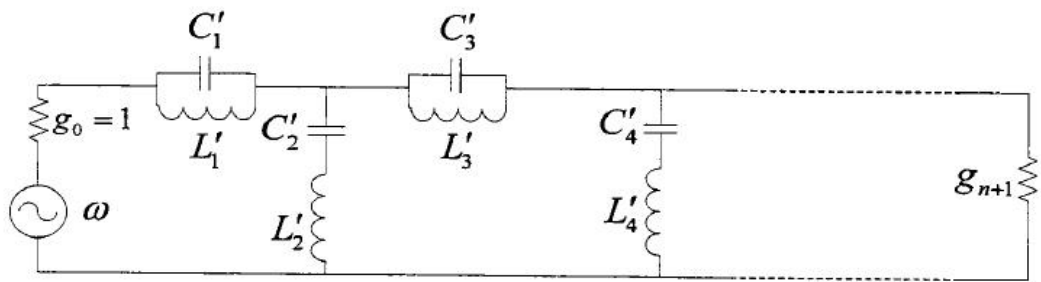 C′₁
C′₃
g₀ = 1
L′₁
C′₂
L′₃
C′₄
gₙ₊₁
ω
L′₂
L′₄